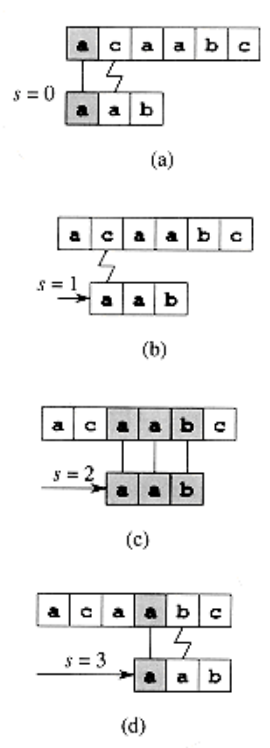 a c a a b c
s = 0
a a b
(a)
a c a a b c
s = 1
a a b
(b)
a c a a b c
s = 2
a a b
(c)
a c a a b c
s = 3
a a b
(d)